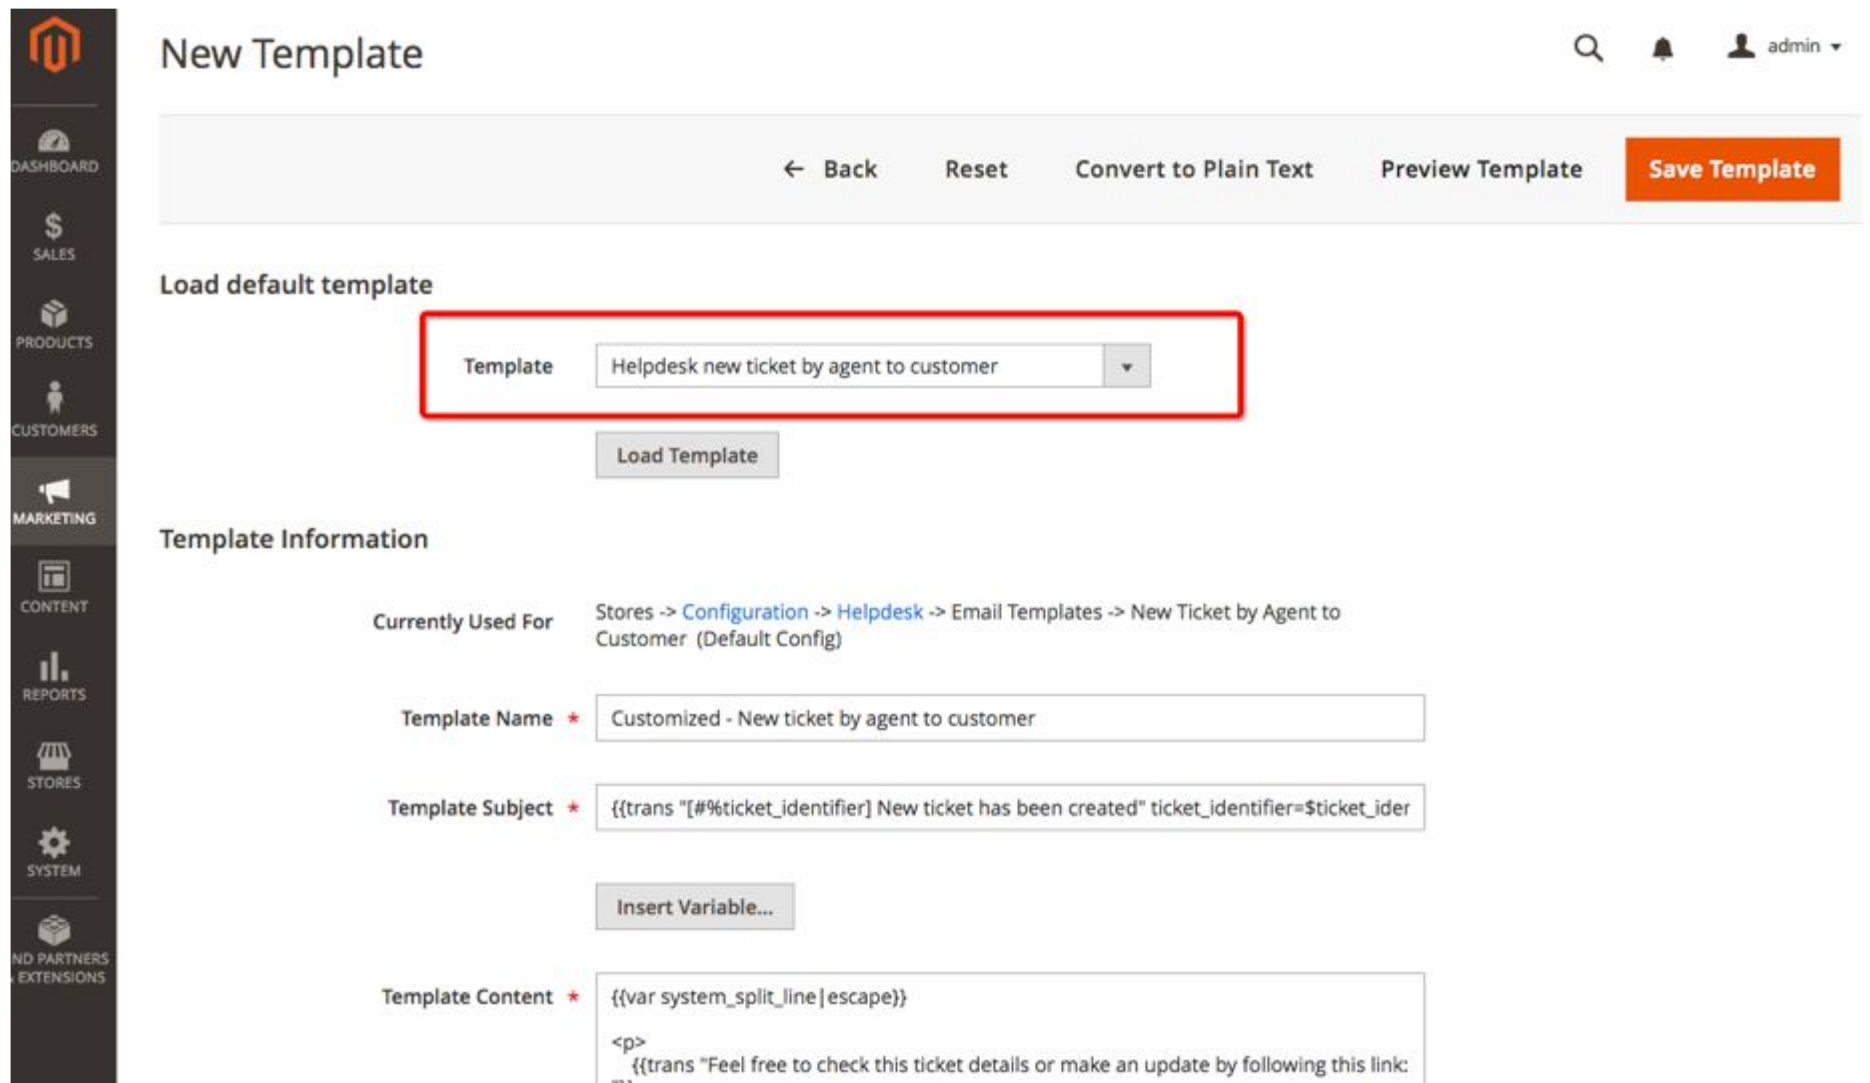 New Template
admin
← Back Reset Convert to Plain Text Preview Template Save Template
DASHBOARD
SALES
PRODUCTS
CUSTOMERS
MARKETING
CONTENT
REPORTS
STORES
SYSTEM
ND PARTNERS
EXTENSIONS
Load default template
Template Helpdesk new ticket by agent to customer
Load Template
Template Information
Currently Used For Stores -> Configuration -> Helpdesk -> Email Templates -> New Ticket by Agent to
Customer (Default Config)
Template Name * Customized - New ticket by agent to customer
Template Subject * {{trans "[#%ticket_identifier] New ticket has been created" ticket_identifier=$ticket_ider
Insert Variable...
Template Content * {{var system_split_line|escape}}
<p>
{{trans "Feel free to check this ticket details or make an update by following this link: